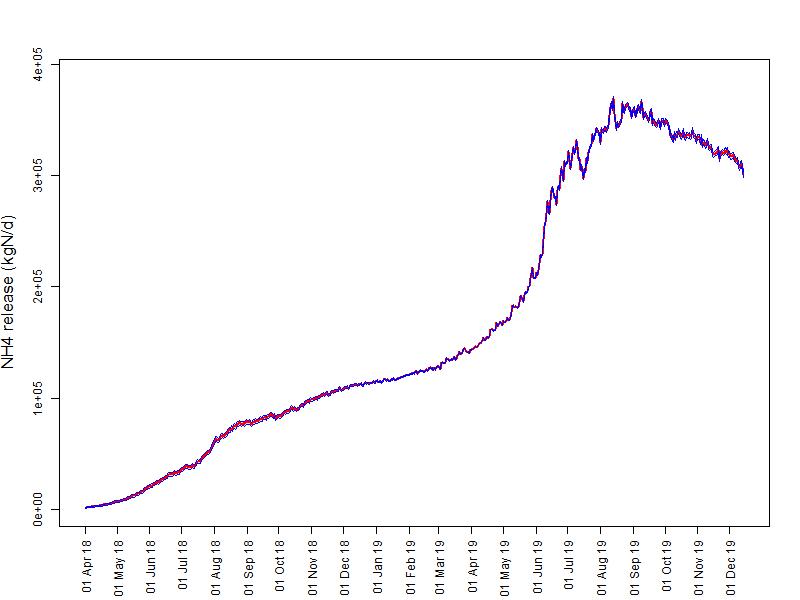 NH4 release (kgN/d)
4e+05
3e+05
2e+05
1e+05
0e+00
01 Apr 18
01 May 18
01 Jun 18
01 Jul 18
01 Aug 18
01 Sep 18
01 Oct 18
01 Nov 18
01 Dec 18
01 Jan 19
01 Feb 19
01 Mar 19
01 Apr 19
01 May 19
01 Jun 19
01 Jul 19
01 Aug 19
01 Sep 19
01 Oct 19
01 Nov 19
01 Dec 19